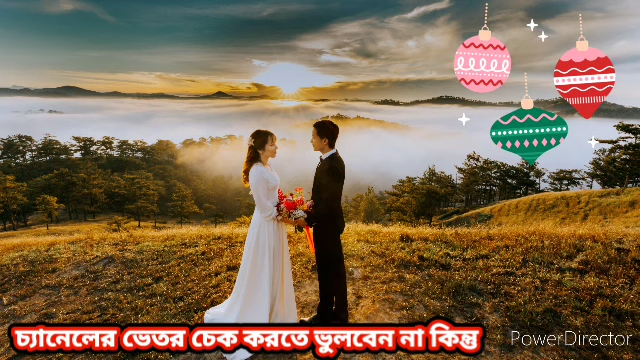 চ্যানেলের ভেতর চেক করতে ভুলবেন না কিন্তু
PowerDirector